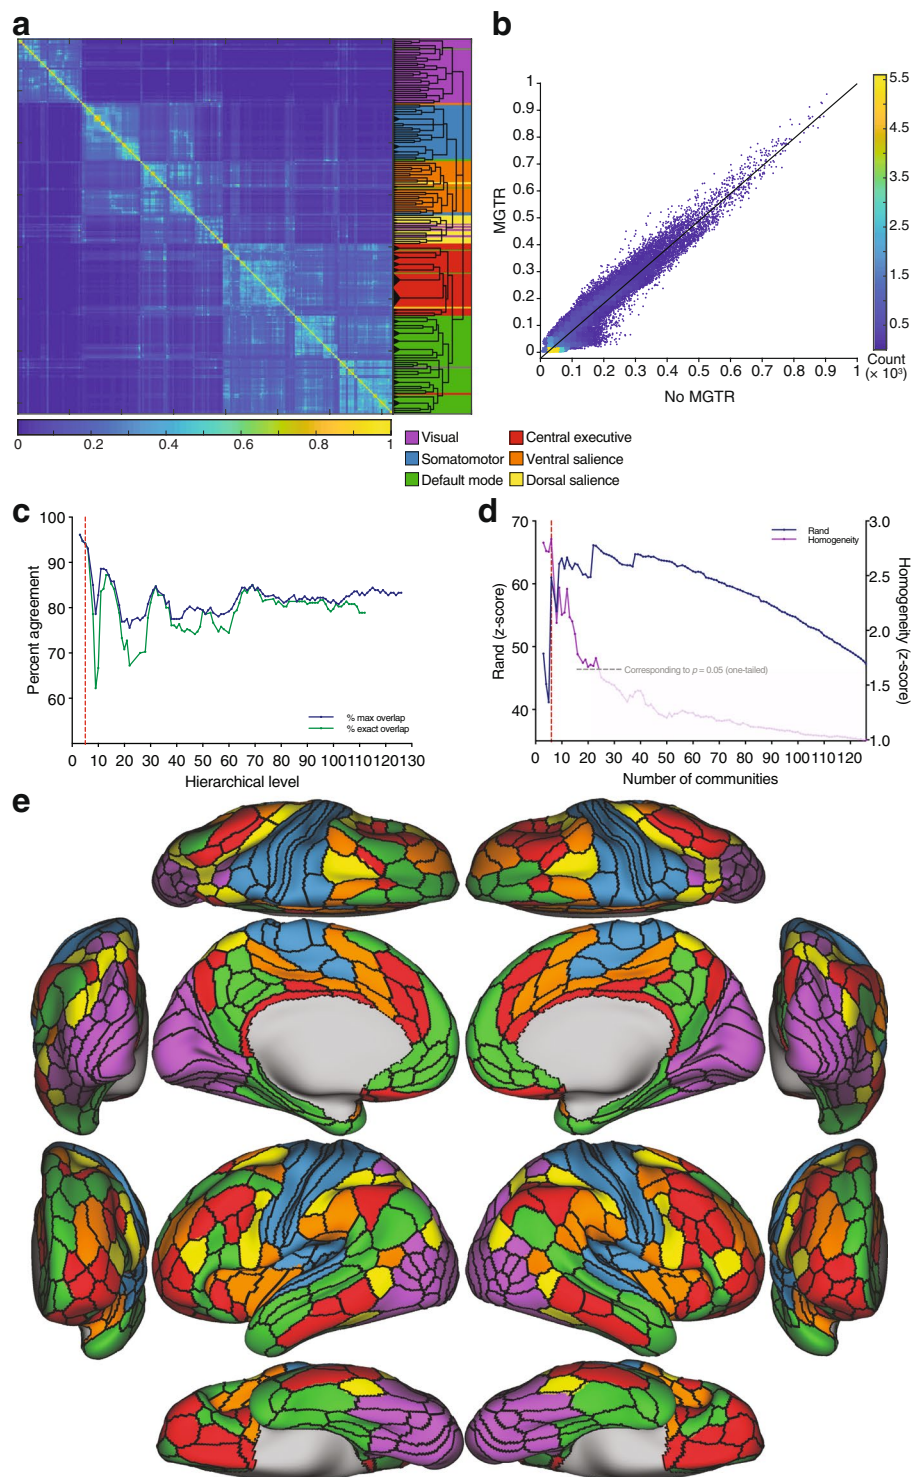 a
0
0.2
0.4
0.6
0.8
1
b
MGTR
1
0.9
0.8
0.7
0.6
0.5
0.4
0.3
0.2
0.1
0
0 0.1 0.2 0.3 0.4 0.5 0.6 0.7 0.8 0.9 1
No MGTR
5.5
4.5
3.5
2.5
1.5
0.5
Count
(× 10³)
Visual
Somatomotor
Default mode
Central executive
Ventral salience
Dorsal salience
c
Percent agreement
100
90
80
70
60
50
% max overlap
% exact overlap
0 10 20 30 40 50 60 70 80 90 100110120130
Hierarchical level
d
Rand (z-score)
70
60
50
40
Rand
Homogeneity
Corresponding to p = 0.05 (one-tailed)
3.0
2.5
2.0
1.5
1.0
Homogeneity (z-score)
0 10 20 30 40 50 60 70 80 90 100110120
Number of communities
e